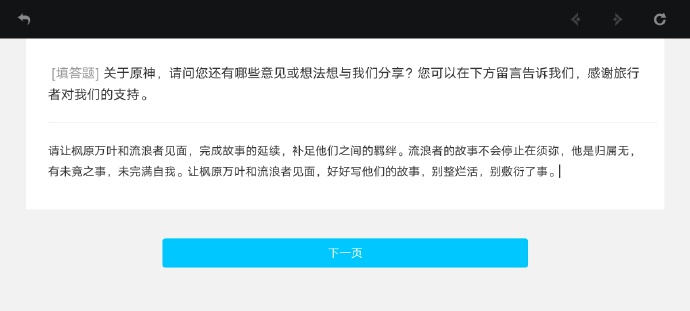 [填答题] 关于原神，请问您还有哪些意见或想法想与我们分享？您可以在下方留言告诉我们，感谢旅行
者对我们的支持。
请让枫原万叶和流浪者见面，完成故事的延续，补足他们之间的羁绊。流浪者的故事不会停止在须弥，他是归属无，
有未竟之事，未完满自我。让枫原万叶和流浪者见面，好好写他们的故事，别整烂活，别敷衍了事。
下一页